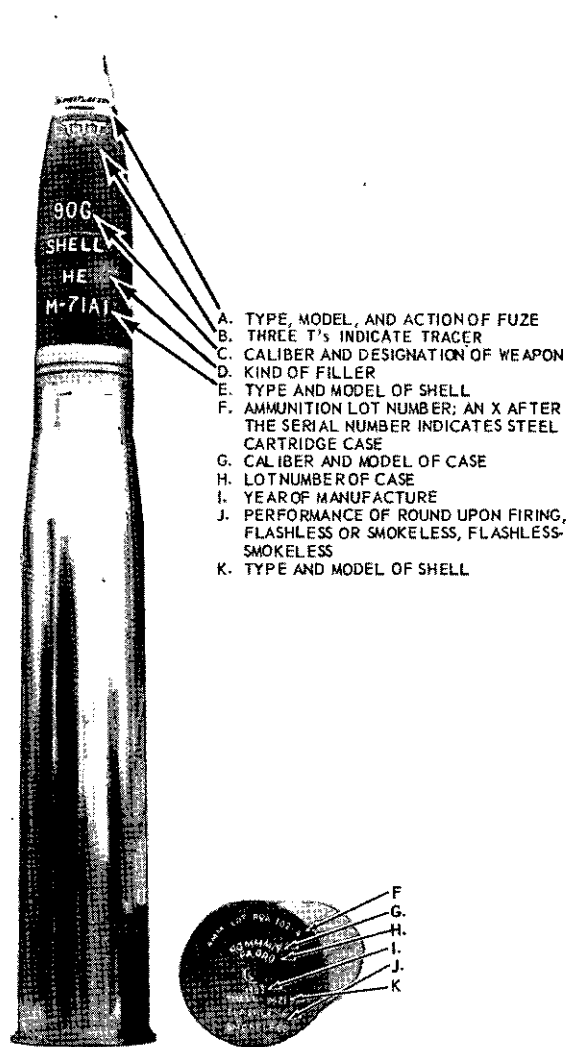 90G
SHELL
HE
M-71A1
A. TYPE, MODEL, AND ACTION OF FUZE
B. THREE T's INDICATE TRACER
C. CALIBER AND DESIGNATION OF WEAPON
D. KIND OF FILLER
E. TYPE AND MODEL OF SHELL
F. AMMUNITION LOT NUMBER; AN X AFTER
THE SERIAL NUMBER INDICATES STEEL
CARTRIDGE CASE
G. CALIBER AND MODEL OF CASE
H. LOT NUMBER OF CASE
I. YEAR OF MANUFACTURE
J. PERFORMANCE OF ROUND UPON FIRING,
FLASHLESS OR SMOKELESS, FLASHLESS-
SMOKELESS
K. TYPE AND MODEL OF SHELL
F
G.
H.
I.
J.
K